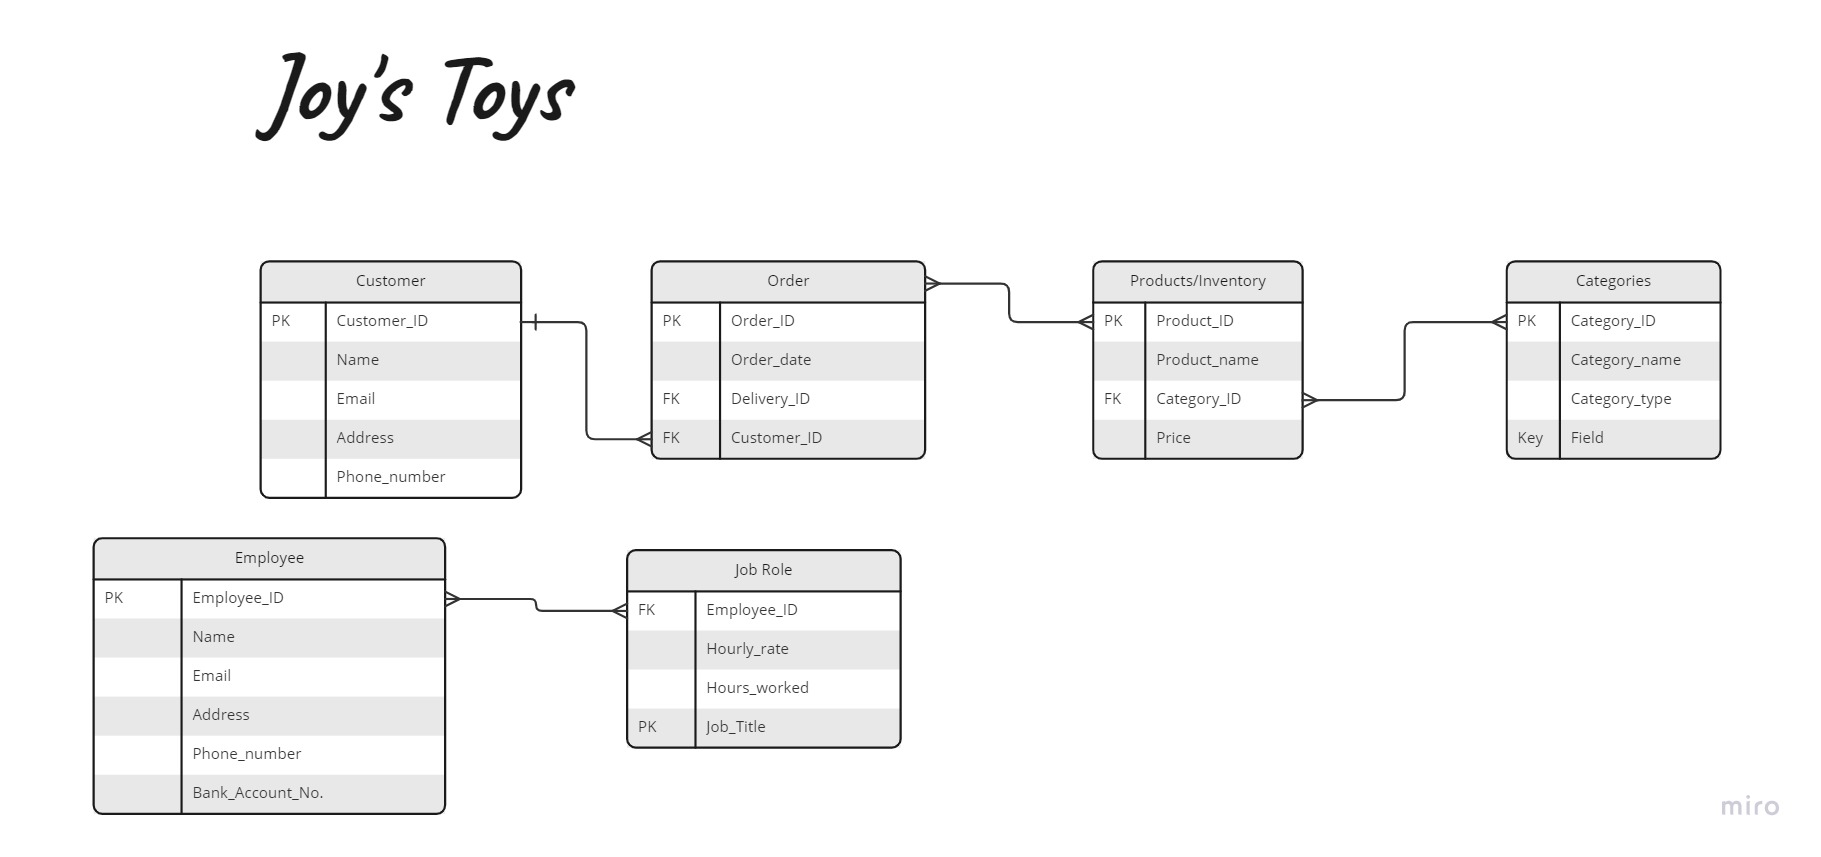 Joy's Toys
Customer
PK Customer_ID
Name
Email
Address
Phone_number
Order
PK Order_ID
Order_date
FK Delivery_ID
FK Customer_ID
Products/Inventory
PK Product_ID
Product_name
FK Category_ID
Price
Categories
PK Category_ID
Category_name
Category_type
Key Field
Employee
PK Employee_ID
Name
Email
Address
Phone_number
Bank_Account_No.
Job Role
FK Employee_ID
Hourly_rate
Hours_worked
PK Job_Title
miro